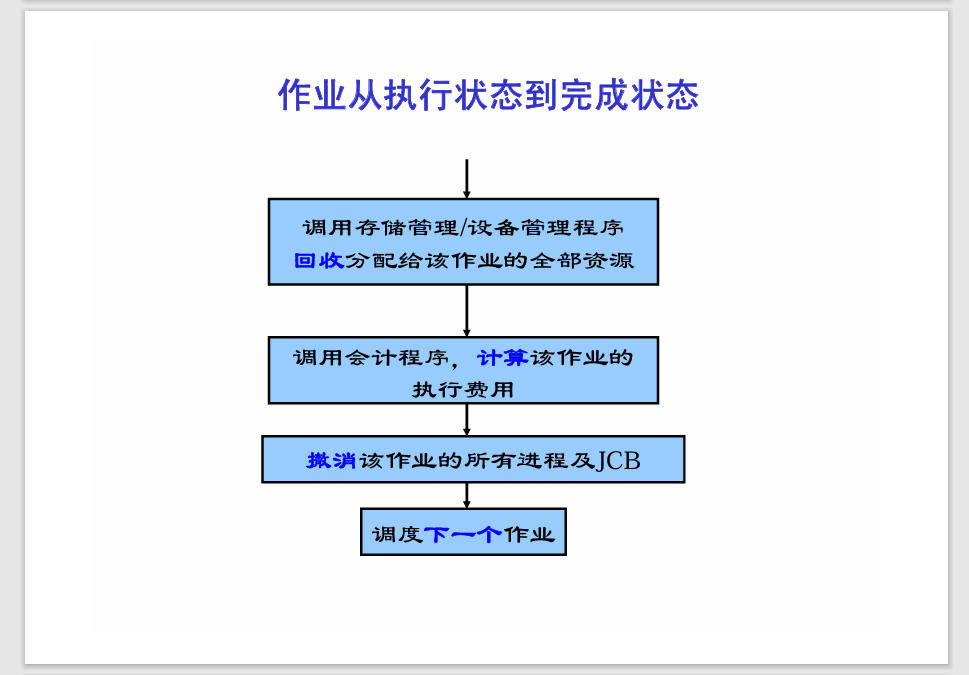 作业从执行状态到完成状态
调用存储管理/设备管理程序
回收分配给该作业的全部资源
调用会计程序，计算该作业的
执行费用
撤消该作业的所有进程及JCB
调度下一个作业